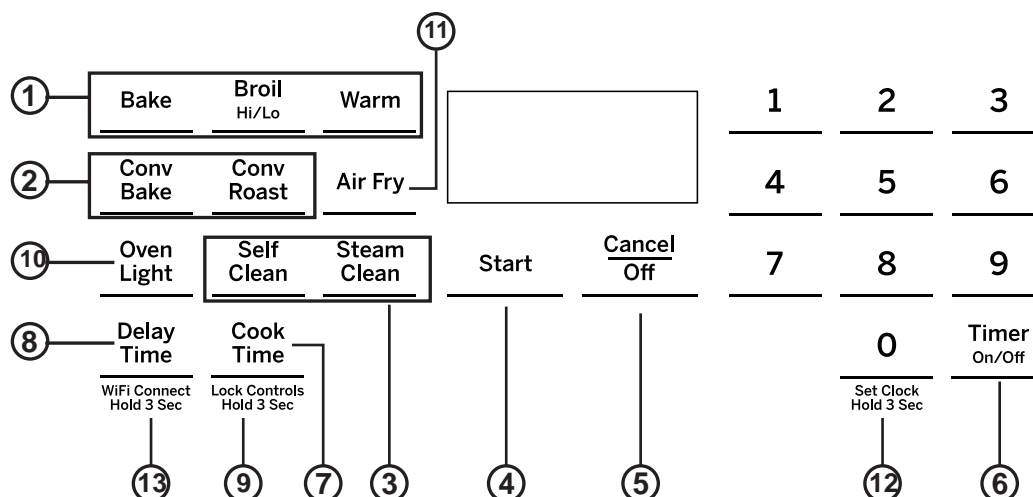 11
1
Bake
Broil
Hi/Lo
Warm
1 2 3
2
Conv
Bake
Conv
Roast
Air Fry
4 5 6
10
Oven
Light
Self
Clean
Steam
Clean
Start
Cancel
Off
7 8 9
8
Delay
Time
WiFi Connect
Hold 3 Sec
Cook
Time
Lock Controls
Hold 3 Sec
0
Set Clock
Hold 3 Sec
Timer
On/Off
13 9 7 3 4 5 12 6